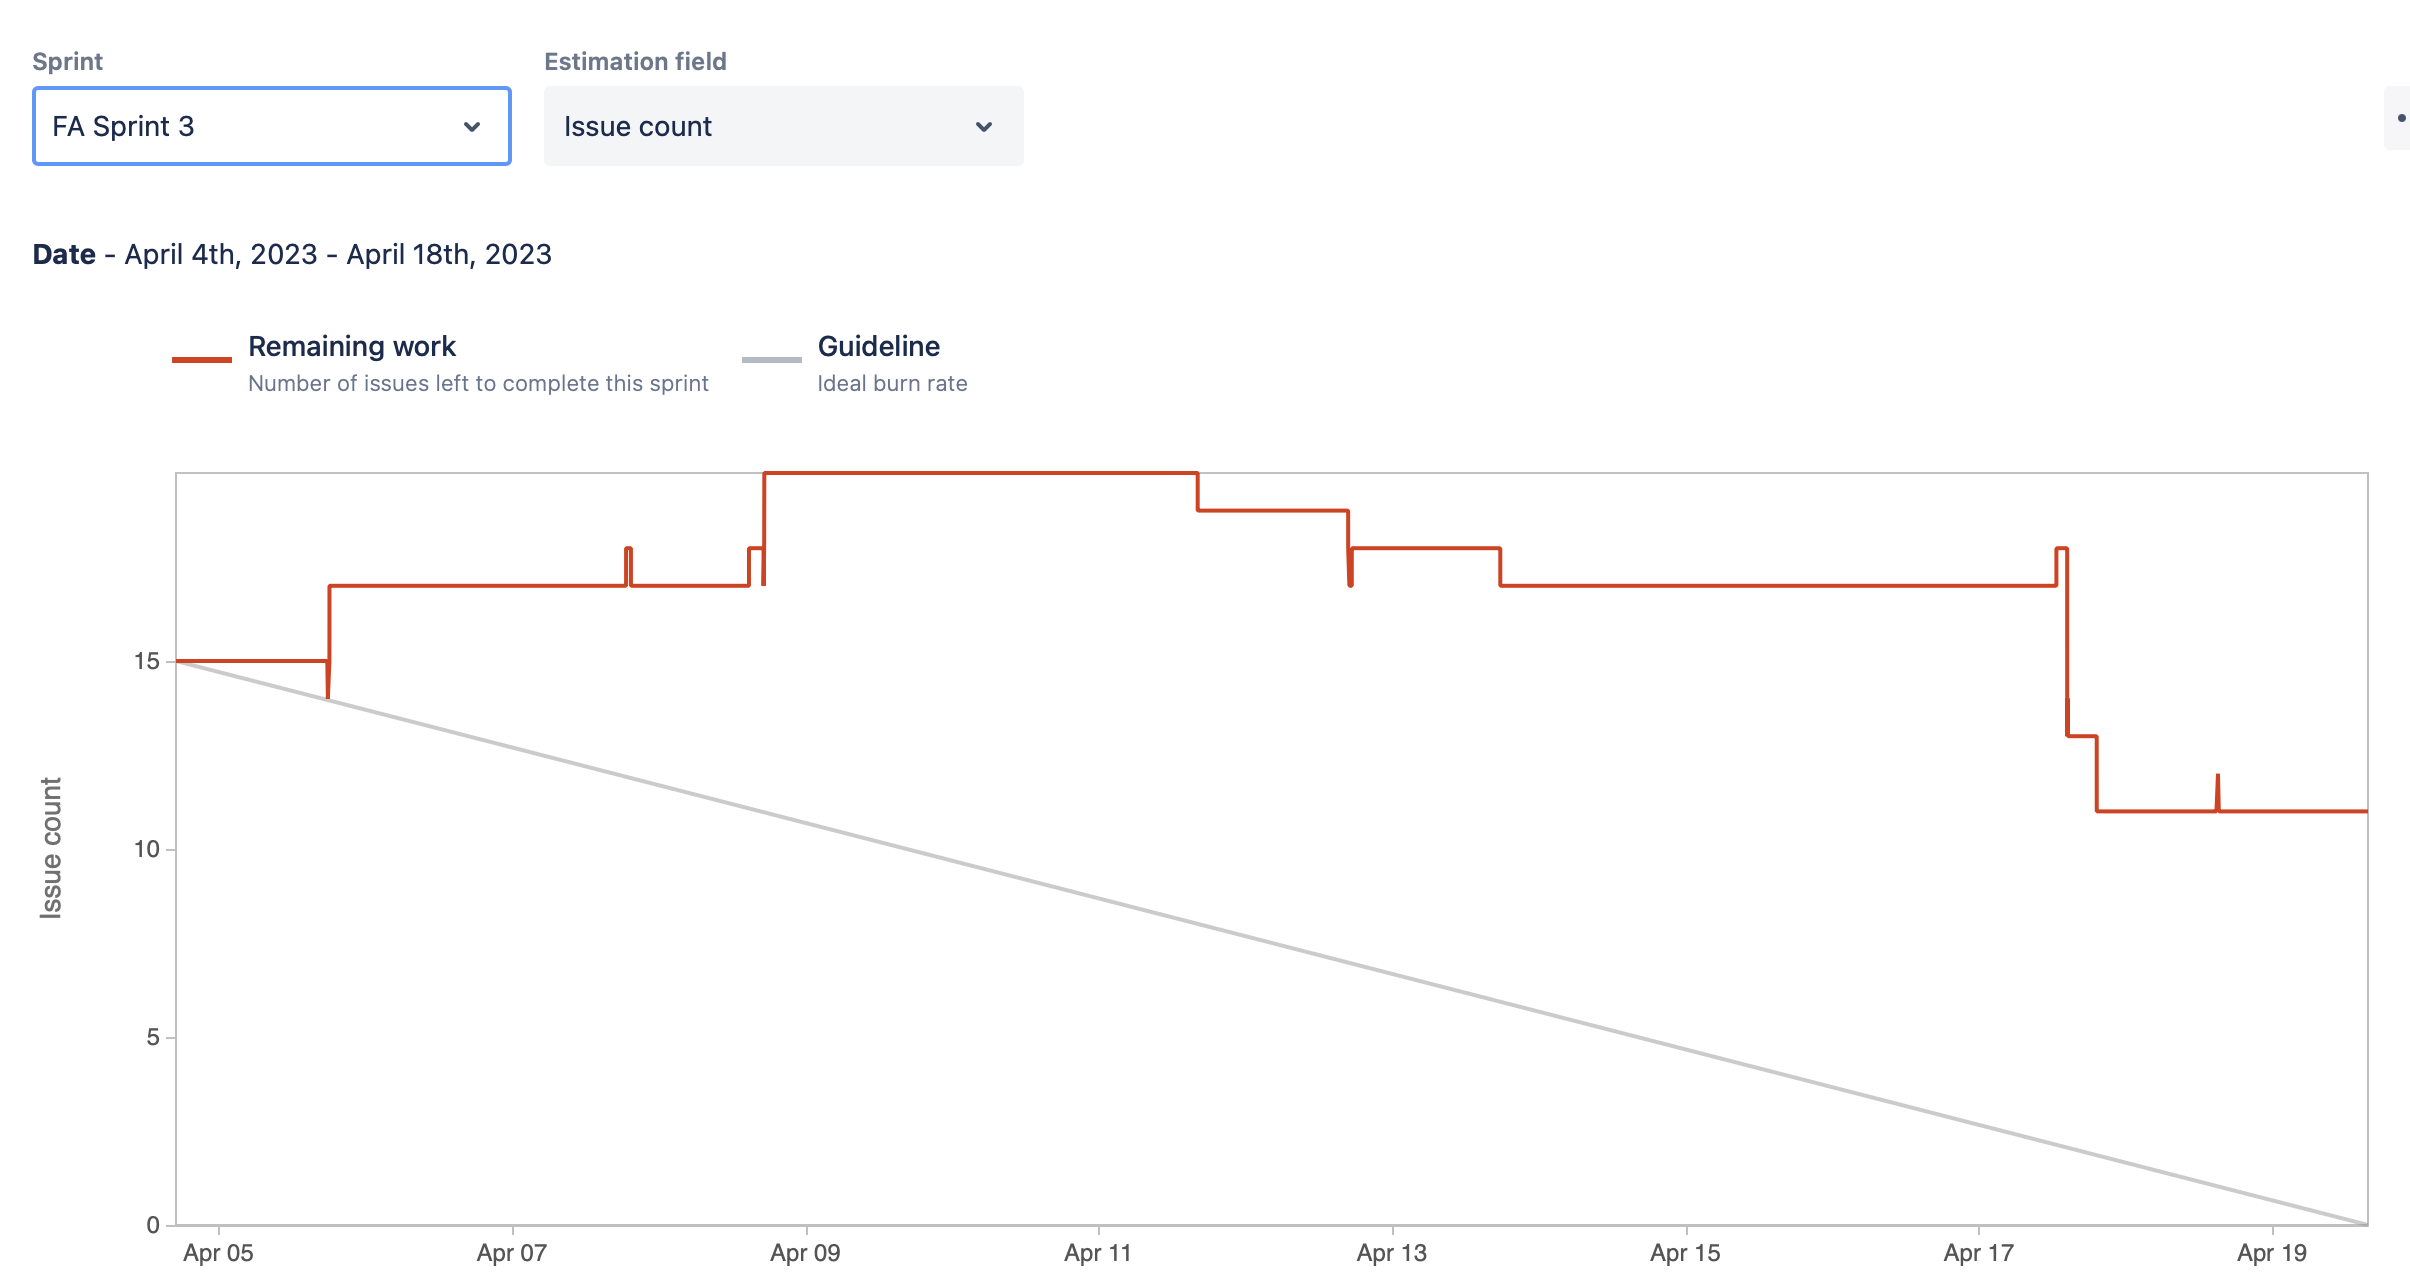 Sprint
Estimation field
FA Sprint 3
Issue count
Date - April 4th, 2023 - April 18th, 2023
Remaining work
Number of issues left to complete this sprint
Guideline
Ideal burn rate
Issue count
15
10
5
0
Apr 05 Apr 07 Apr 09 Apr 11 Apr 13 Apr 15 Apr 17 Apr 19